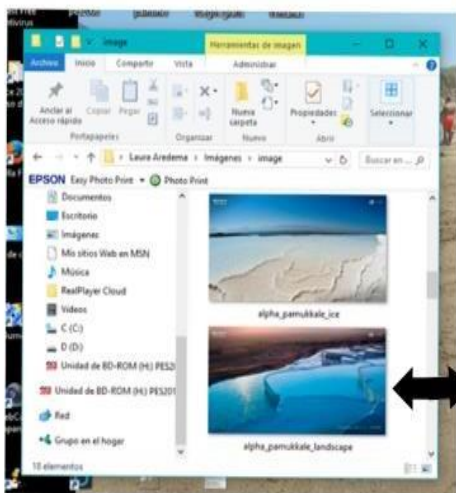 image
Herramientas de imagen
Archivo Inicio Compartir Vista Administrar
Anclar al Acceso rápido
Copiar
Pegar
Nueva carpeta
Propiedades
Seleccionar
Portapapeles Organizar Nuevo Abrir
Laura Aredema Imágenes image
Buscar en ...
EPSON Easy Photo Print Photo Print
Documentos
Escritorio
Imágenes
Mis sitios Web en MSN
Música
RealPlayer Cloud
Videos
C (C:)
D (D:)
Unidad de BD-ROM (H:) PES20
Unidad de BD-ROM (H:) PES201
Red
Grupo en el hogar
alpha_pamukkale_ice
alpha_pamukkale_landscape
18 elementos